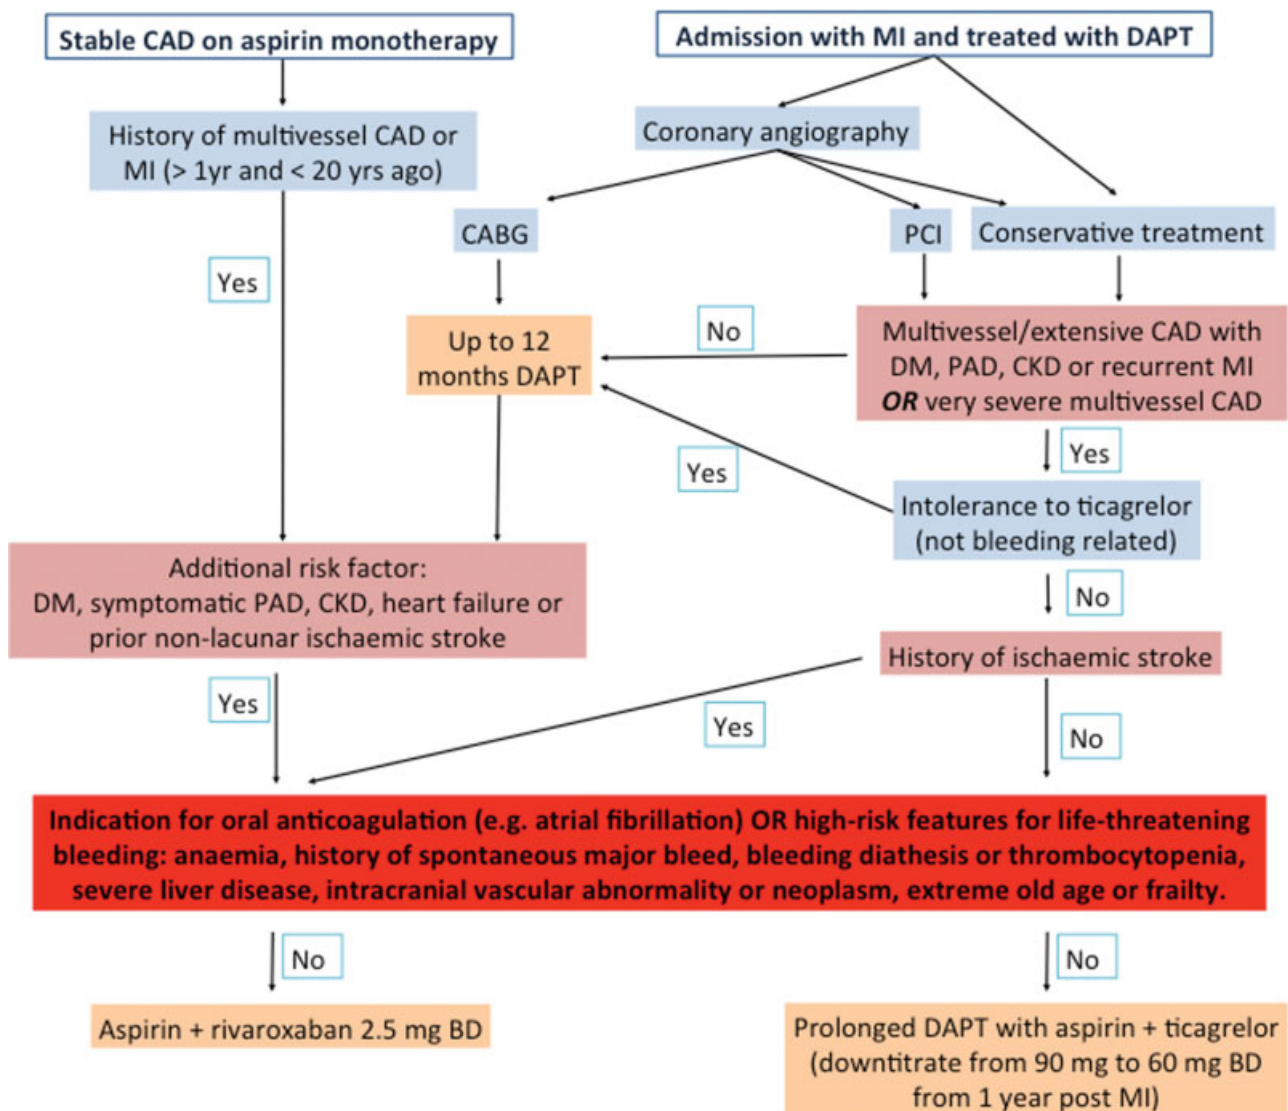 Stable CAD on aspirin monotherapy
Admission with MI and treated with DAPT
History of multivessel CAD or
MI (> 1yr and < 20 yrs ago)
Coronary angiography
CABG
PCI
Conservative treatment
Yes
Up to 12
months DAPT
No
Multivessel/extensive CAD with
DM, PAD, CKD or recurrent MI
OR very severe multivessel CAD
Yes
Yes
Intolerance to ticagrelor
(not bleeding related)
No
Additional risk factor:
DM, symptomatic PAD, CKD, heart failure or
prior non-lacunar ischaemic stroke
History of ischaemic stroke
Yes
Yes
No
Indication for oral anticoagulation (e.g. atrial fibrillation) OR high-risk features for life-threatening
bleeding: anaemia, history of spontaneous major bleed, bleeding diathesis or thrombocytopenia,
severe liver disease, intracranial vascular abnormality or neoplasm, extreme old age or frailty.
No
No
Aspirin + rivaroxaban 2.5 mg BD
Prolonged DAPT with aspirin + ticagrelor
(downtitrate from 90 mg to 60 mg BD
from 1 year post MI)